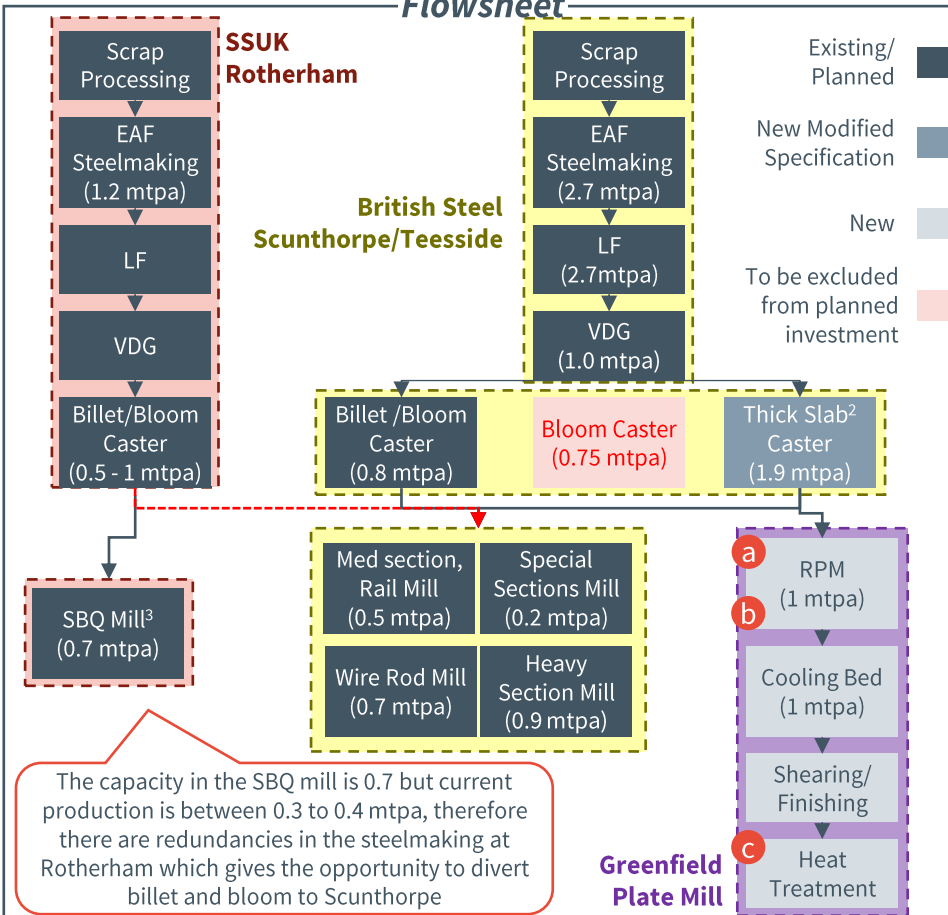 Flowsheet
SSUK
Rotherham
Scrap
Processing
EAF
Steelmaking
(1.2 mtpa)
LF
VDG
Billet/Bloom
Caster
(0.5 - 1 mtpa)
SBQ Mill³
(0.7 mtpa)
The capacity in the SBQ mill is 0.7 but current
production is between 0.3 to 0.4 mtpa, therefore
there are redundancies in the steelmaking at
Rotherham which gives the opportunity to divert
billet and bloom to Scunthorpe
British Steel
Scunthorpe/Teesside
Scrap
Processing
EAF
Steelmaking
(2.7 mtpa)
LF
(2.7mtpa)
VDG
(1.0 mtpa)
Billet /Bloom
Caster
(0.8 mtpa)
Bloom Caster
(0.75 mtpa)
Thick Slab²
Caster
(1.9 mtpa)
Med section,
Rail Mill
(0.5 mtpa)
Special
Sections Mill
(0.2 mtpa)
Wire Rod Mill
(0.7 mtpa)
Heavy
Section Mill
(0.9 mtpa)
a
RPM
(1 mtpa)
b
Cooling Bed
(1 mtpa)
Shearing/
Finishing
c
Heat
Treatment
Greenfield
Plate Mill
Existing/
Planned
New Modified
Specification
New
To be excluded
from planned
investment